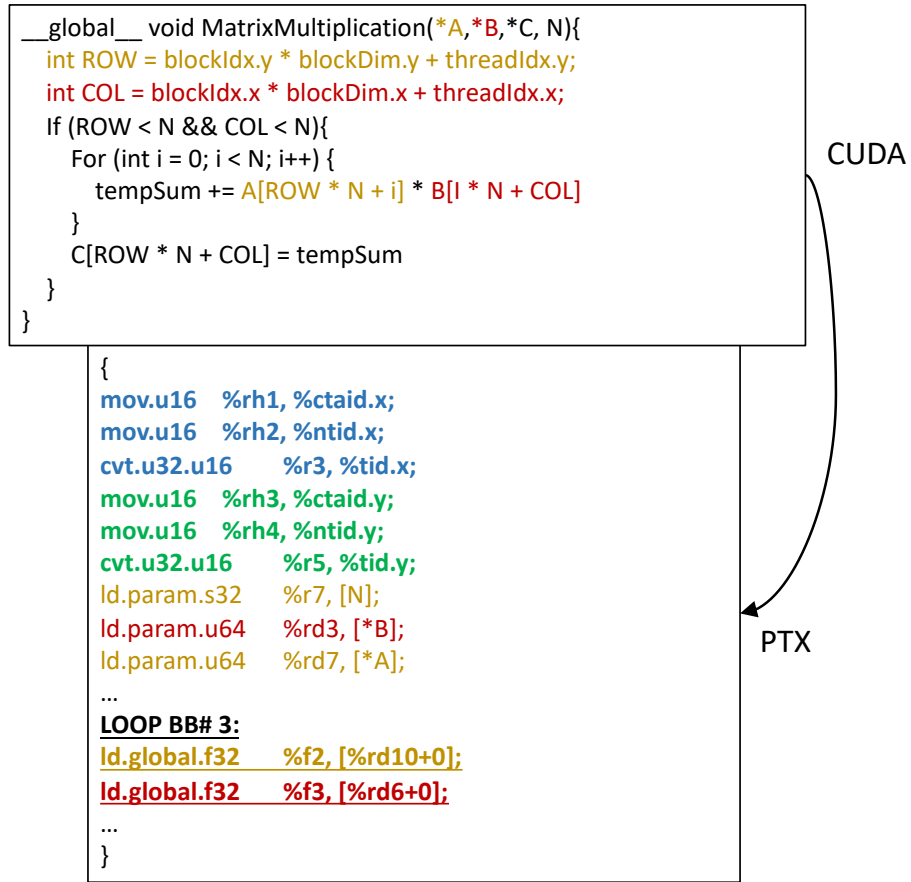 __global__ void MatrixMultiplication(*A,*B,*C, N){
int ROW = blockIdx.y * blockDim.y + threadIdx.y;
int COL = blockIdx.x * blockDim.x + threadIdx.x;
If (ROW < N && COL < N){
For (int i = 0; i < N; i++) {
tempSum += A[ROW * N + i] * B[I * N + COL]
}
C[ROW * N + COL] = tempSum
}
}
CUDA
{
mov.u16 %rh1, %ctaid.x;
mov.u16 %rh2, %ntid.x;
cvt.u32.u16 %r3, %tid.x;
mov.u16 %rh3, %ctaid.y;
mov.u16 %rh4, %ntid.y;
cvt.u32.u16 %r5, %tid.y;
ld.param.s32 %r7, [N];
ld.param.u64 %rd3, [*B];
ld.param.u64 %rd7, [*A];
...
LOOP BB# 3:
ld.global.f32 %f2, [%rd10+0];
ld.global.f32 %f3, [%rd6+0];
...
}
PTX